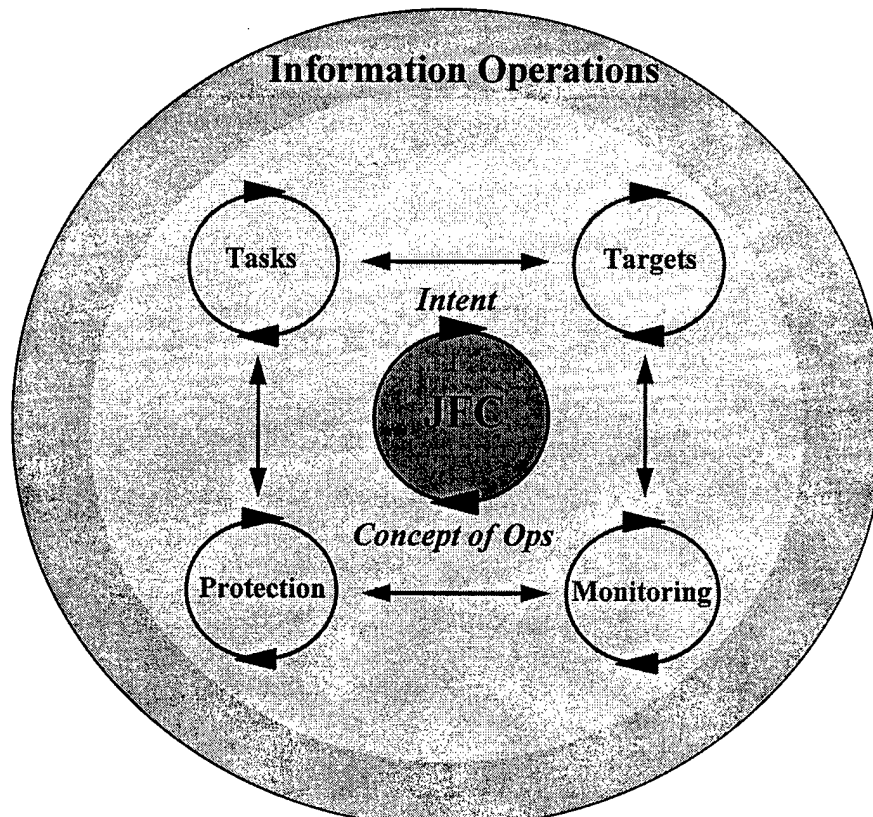 Information Operations
Tasks
Targets
Intent
JFC
Concept of Ops
Protection
Monitoring